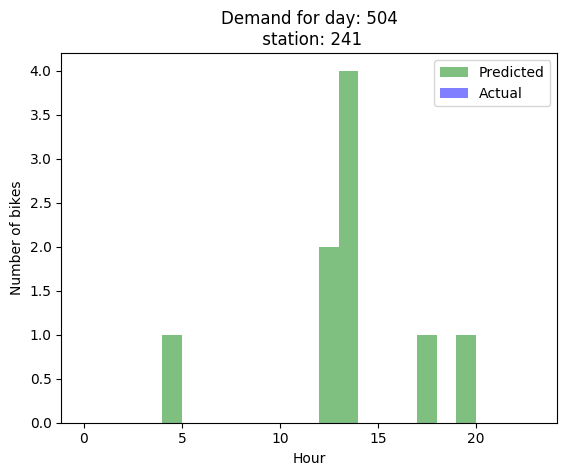 Demand for day: 504
station: 241
Predicted
Actual
4.0
3.5
3.0
2.5
2.0
1.5
1.0
0.5
0.0
Number of bikes
0 5 10 15 20
Hour